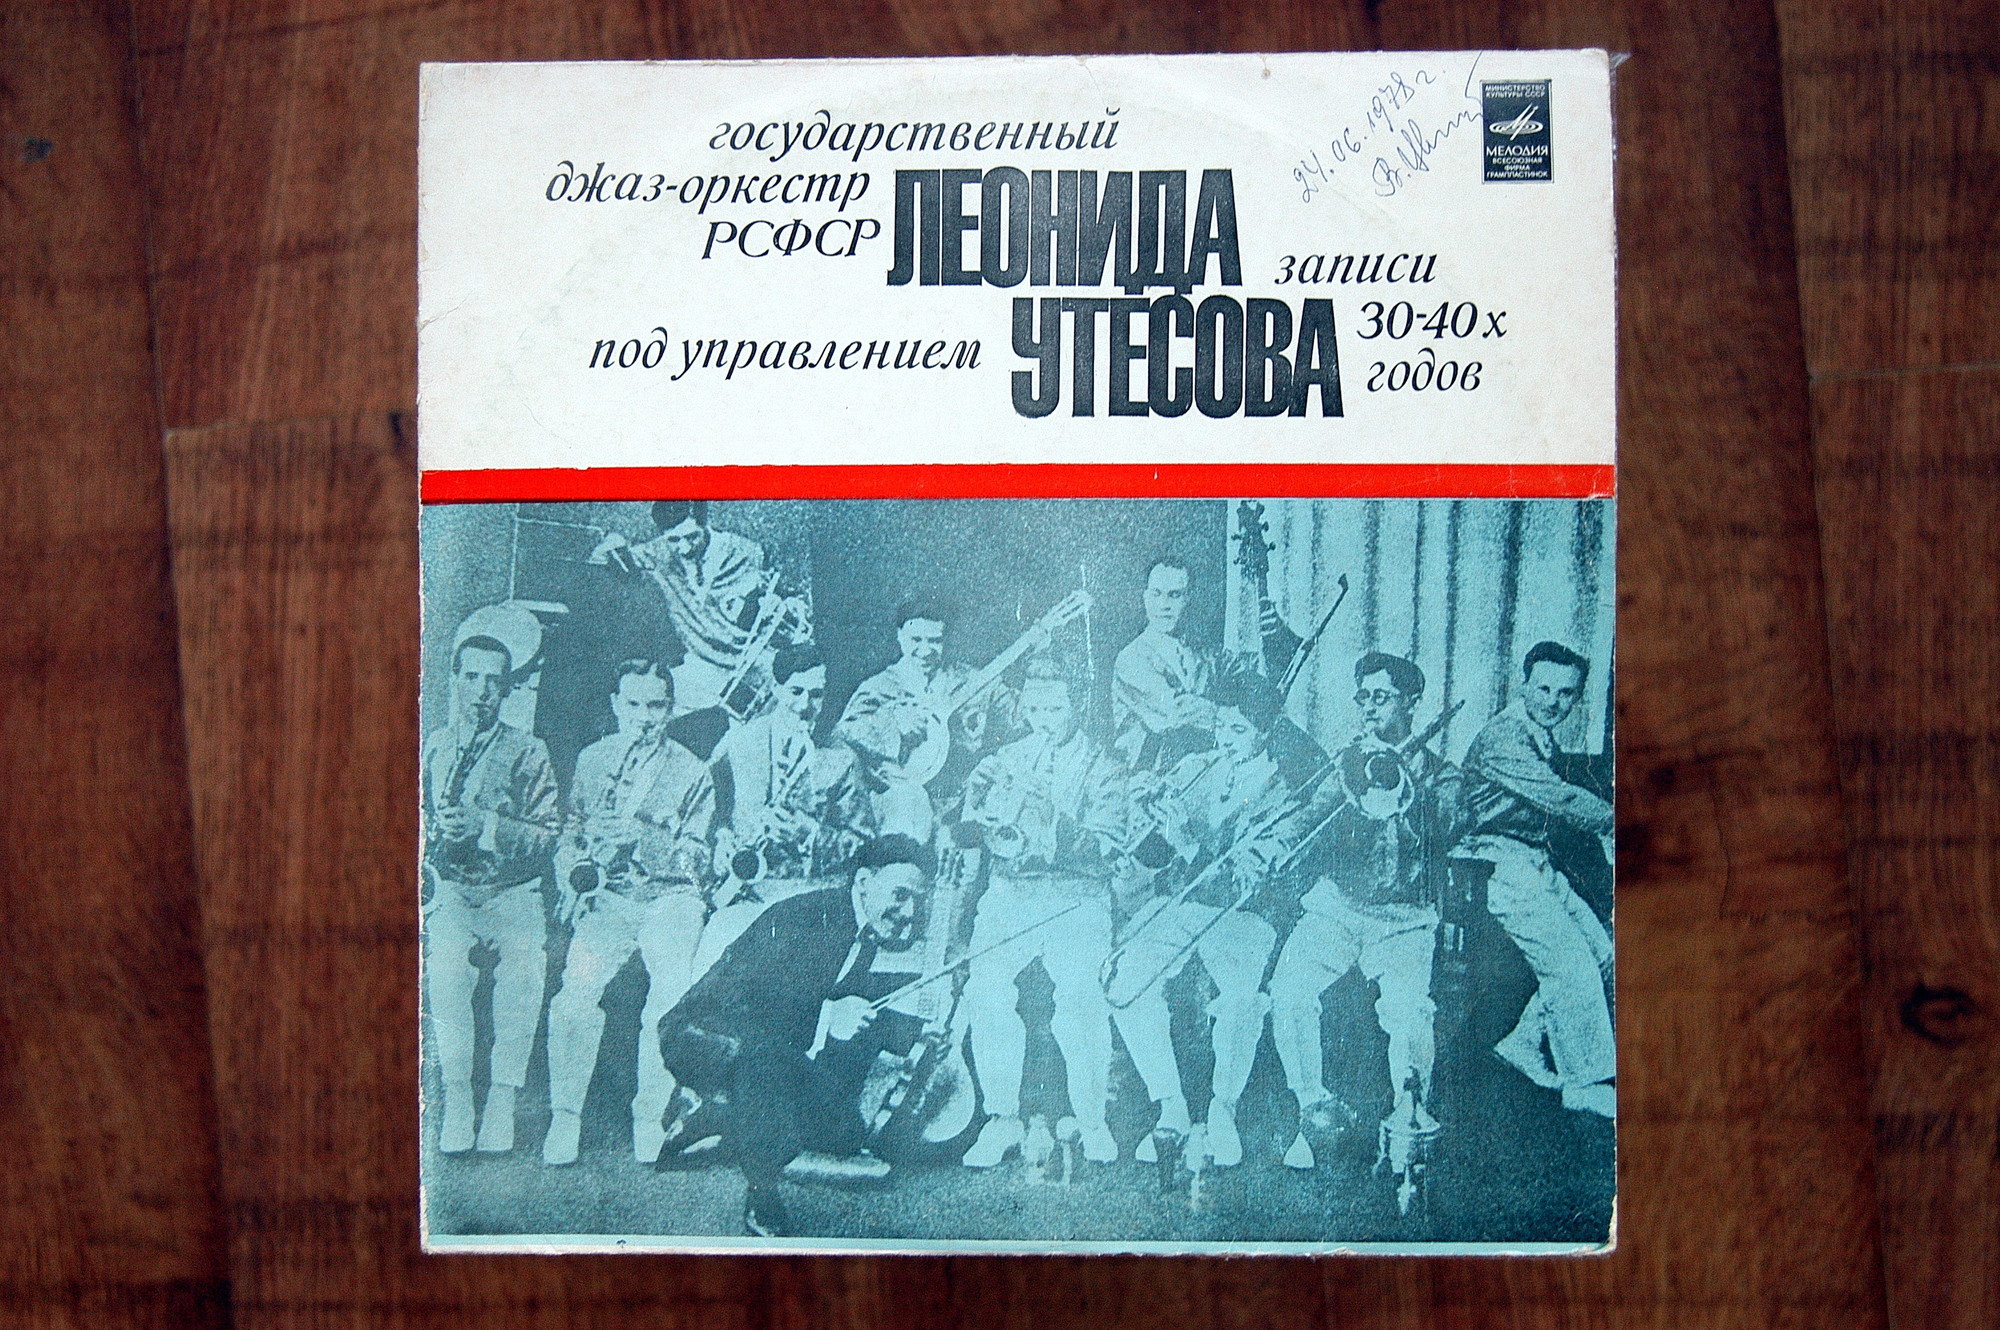 государственный
джаз-оркестр
РСФСР
ЛЕОНИДА
под управлением
УТЕСОВА
записи
30-40х
годов
24.06.1978 г.
МИНИСТЕРСТВО
КУЛЬТУРЫ СССР
МЕЛОДИЯ
ВСЕСОЮЗНАЯ
ФИРМА
ГРАМПЛАСТИНОК